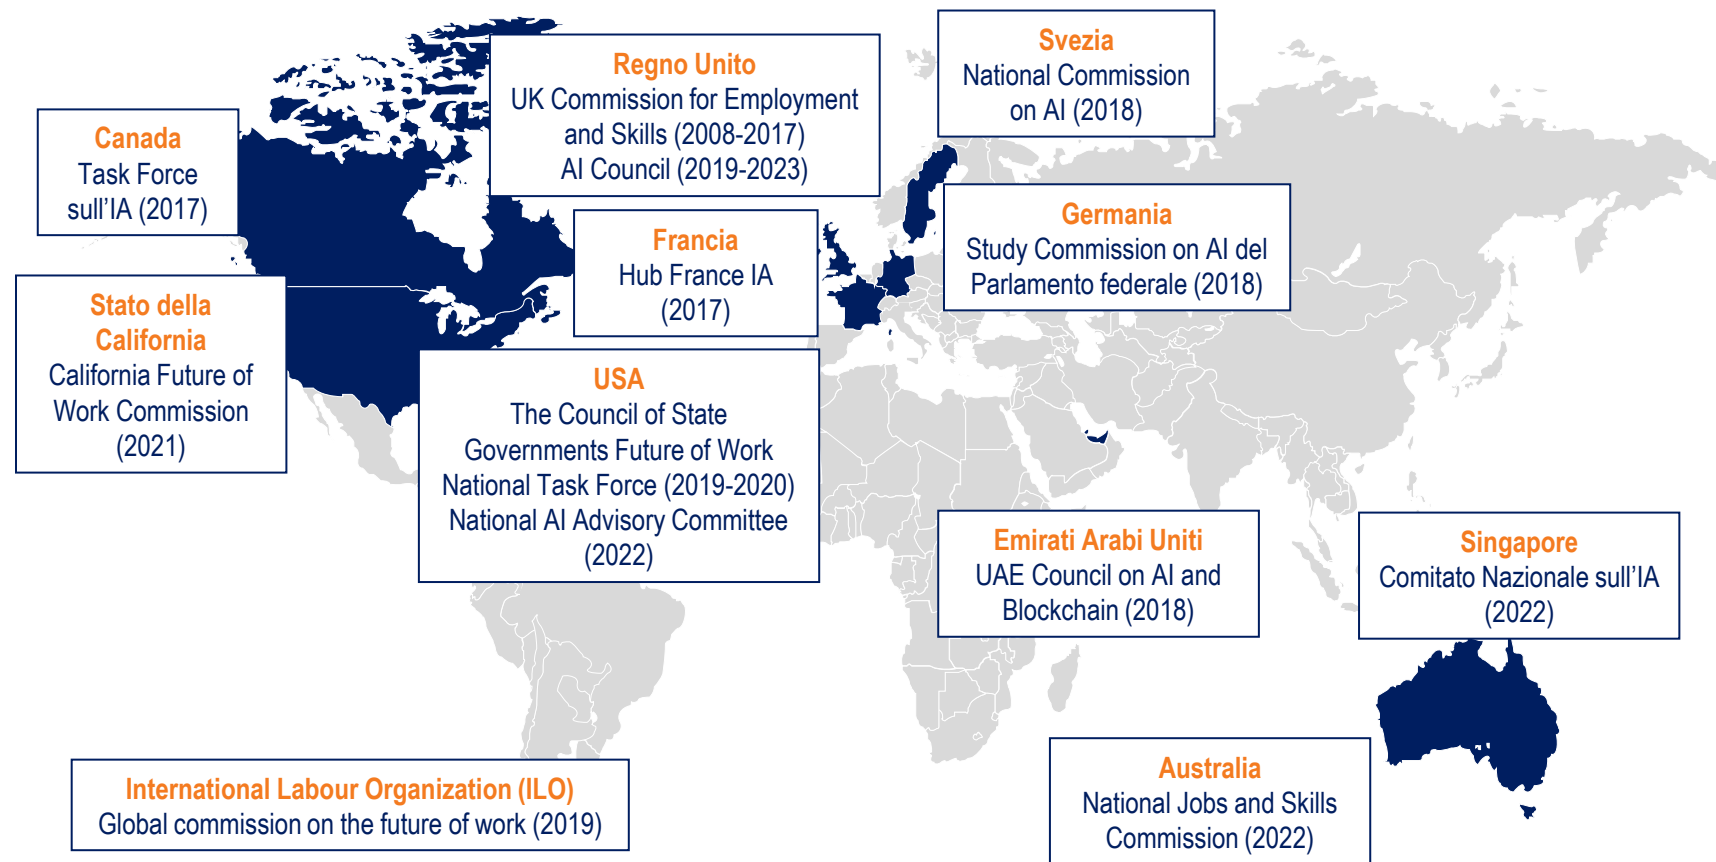 Svezia
National Commission
on AI (2018)
Regno Unito
UK Commission for Employment
and Skills (2008-2017)
AI Council (2019-2023)
Canada
Task Force
sull’IA (2017)
Germania
Study Commission on AI del
Parlamento federale (2018)
Francia
Hub France IA
(2017)
Stato della
California
California Future of
Work Commission
(2021)
USA
The Council of State
Governments Future of Work
National Task Force (2019-2020)
National AI Advisory Committee
(2022)
Emirati Arabi Uniti
UAE Council on AI and
Blockchain (2018)
Singapore
Comitato Nazionale sull’IA
(2022)
International Labour Organization (ILO)
Global commission on the future of work (2019)
Australia
National Jobs and Skills
Commission (2022)